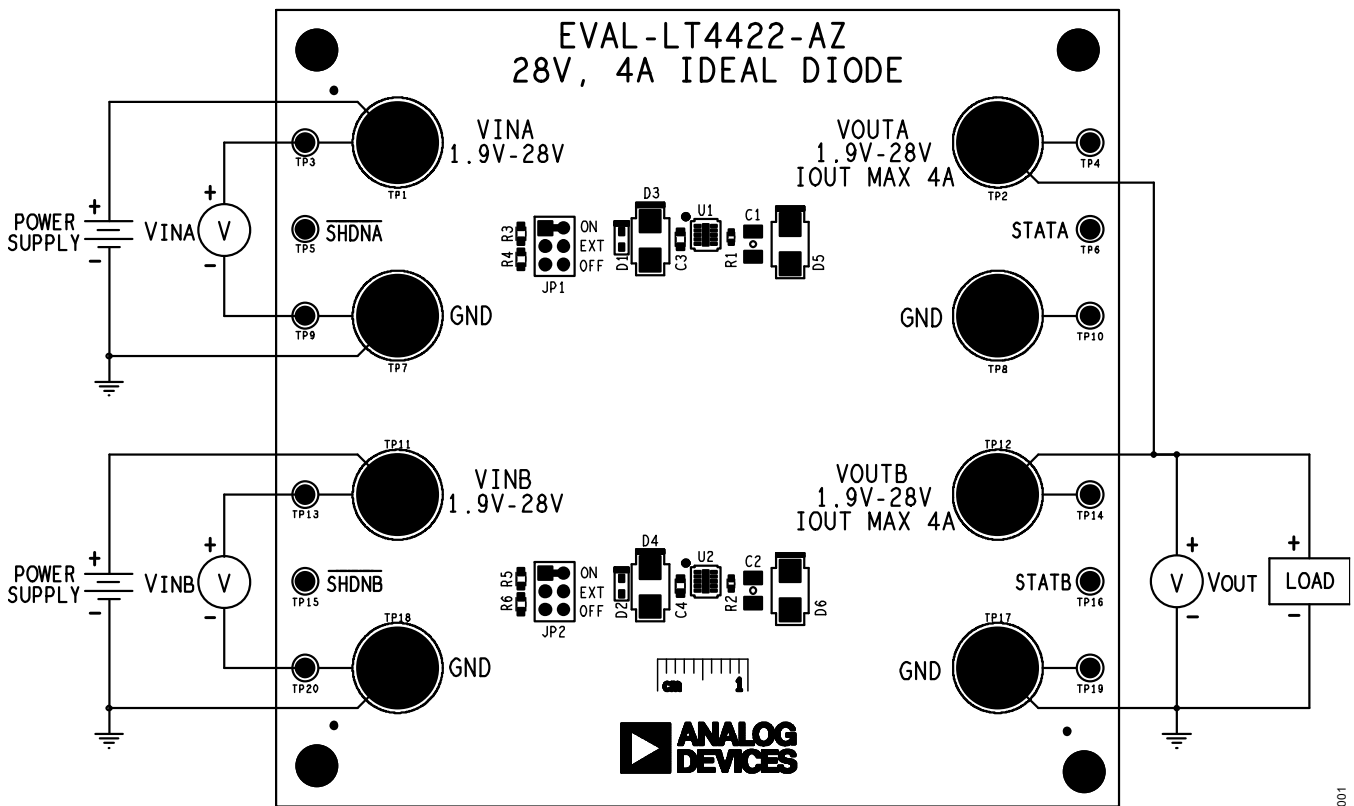 EVAL-LT4422-AZ
28V, 4A IDEAL DIODE
VINA
1.9V-28V
TP1
TP3
VOUTA
1.9V-28V
IOUT MAX 4A
TP2
TP4
POWER
SUPPLY
+
-
VINA
+
V
-
SHDNA
TP5
R3
R4
ON
EXT
OFF
JP1
D1
D3
C3
U1
R1
C1
D5
STATA
TP6
GND
TP9
TP7
GND
TP8
TP10
TP11
VINB
1.9V-28V
TP13
TP12
VOUTB
1.9V-28V
IOUT MAX 4A
TP14
POWER
SUPPLY
+
-
VINB
+
V
-
SHDNB
TP15
R5
R6
ON
EXT
OFF
JP2
D2
D4
C4
U2
R2
C2
D6
STATB
TP16
+
V
-
VOUT
+
LOAD
-
TP18
GND
TP20
TP17
GND
TP19
cm 1
ANALOG
DEVICES
001